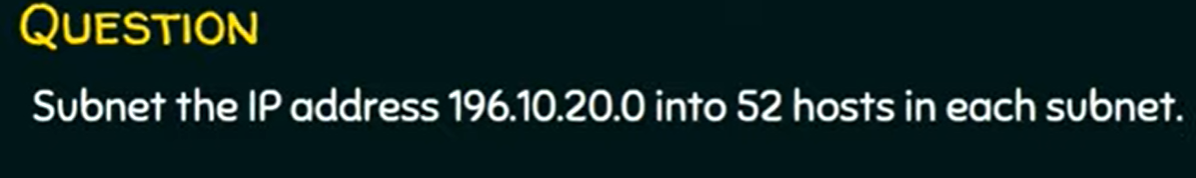 QUESTION
Subnet the IP address 196.10.20.0 into 52 hosts in each subnet.